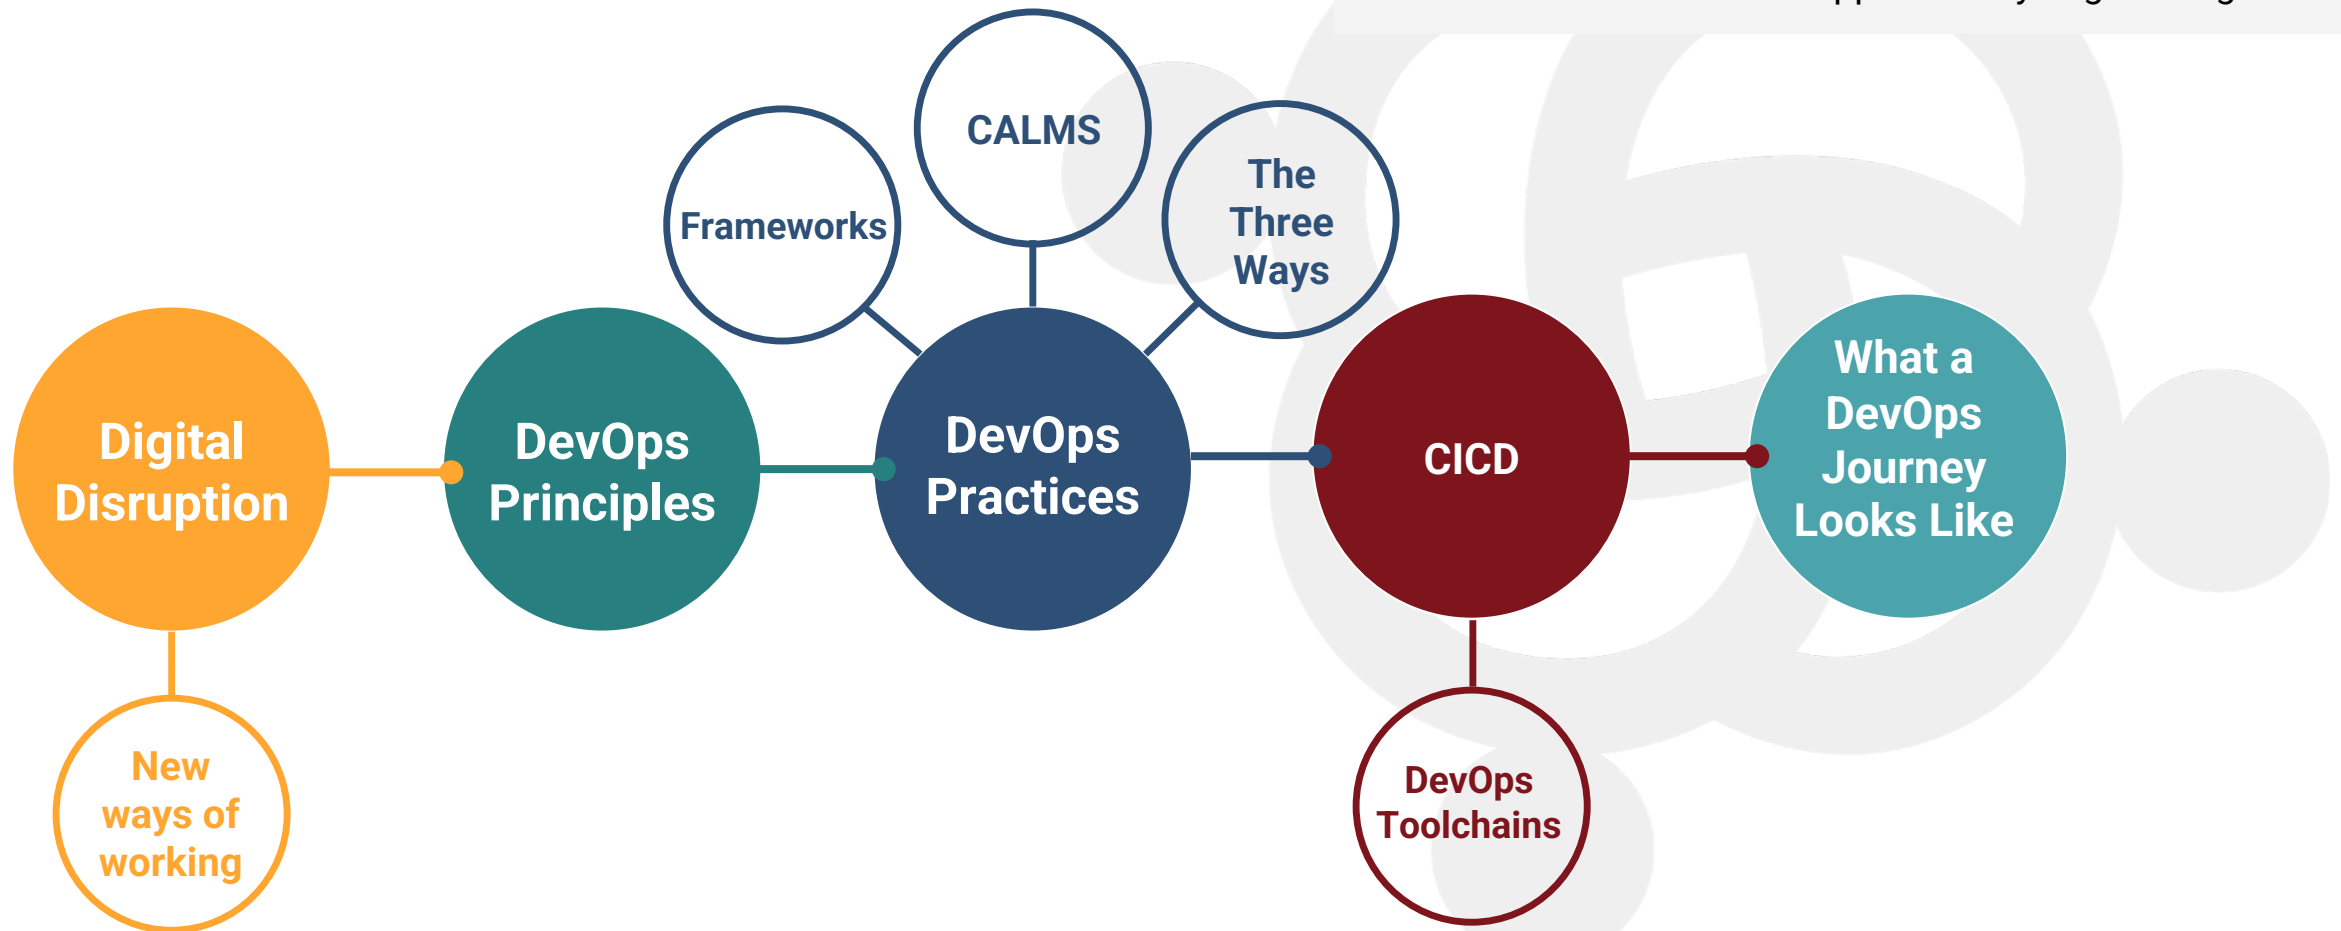 CALMS
Frameworks
The
Three
Ways
Digital
Disruption
DevOps
Principles
DevOps
Practices
CICD
What a
DevOps
Journey
Looks Like
New
ways of
working
DevOps
Toolchains